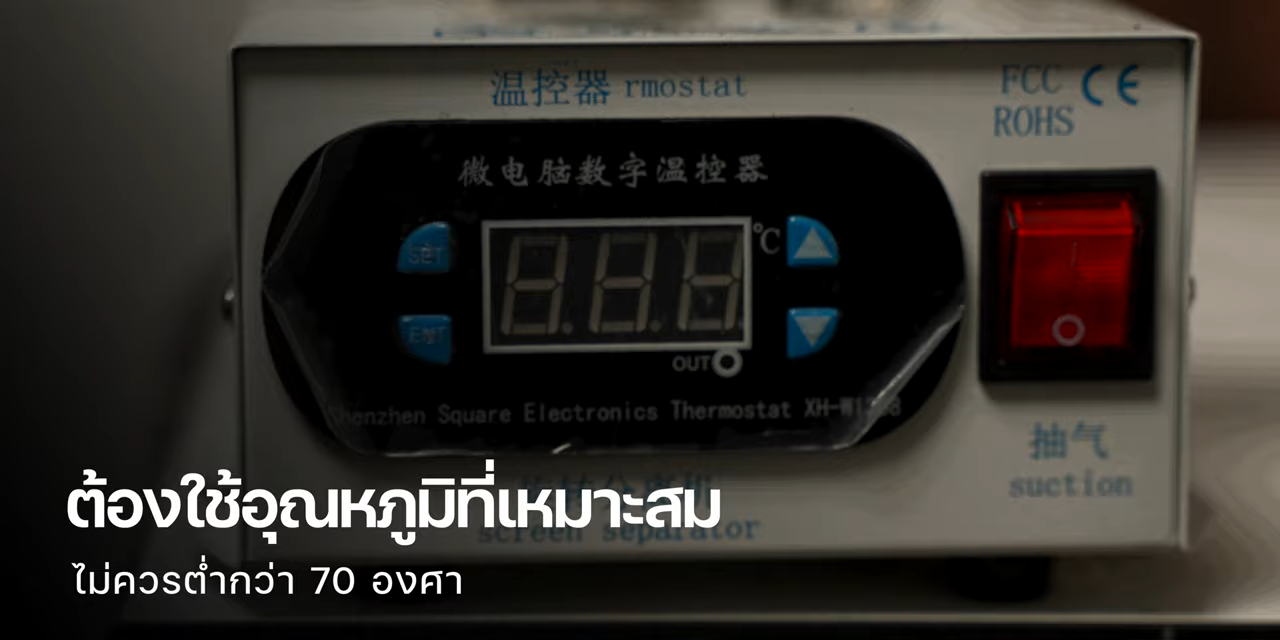 温控器 rmostat
FCC CE
ROHS
微电脑数字温控器
SET
℃
ENT
OUT
Shenzhen Square Electronics Thermostat
抽气
suction
screen separator
ต้องใช้อุณหภูมิที่เหมาะสม
ไม่ควรต่ำกว่า 70 องศา